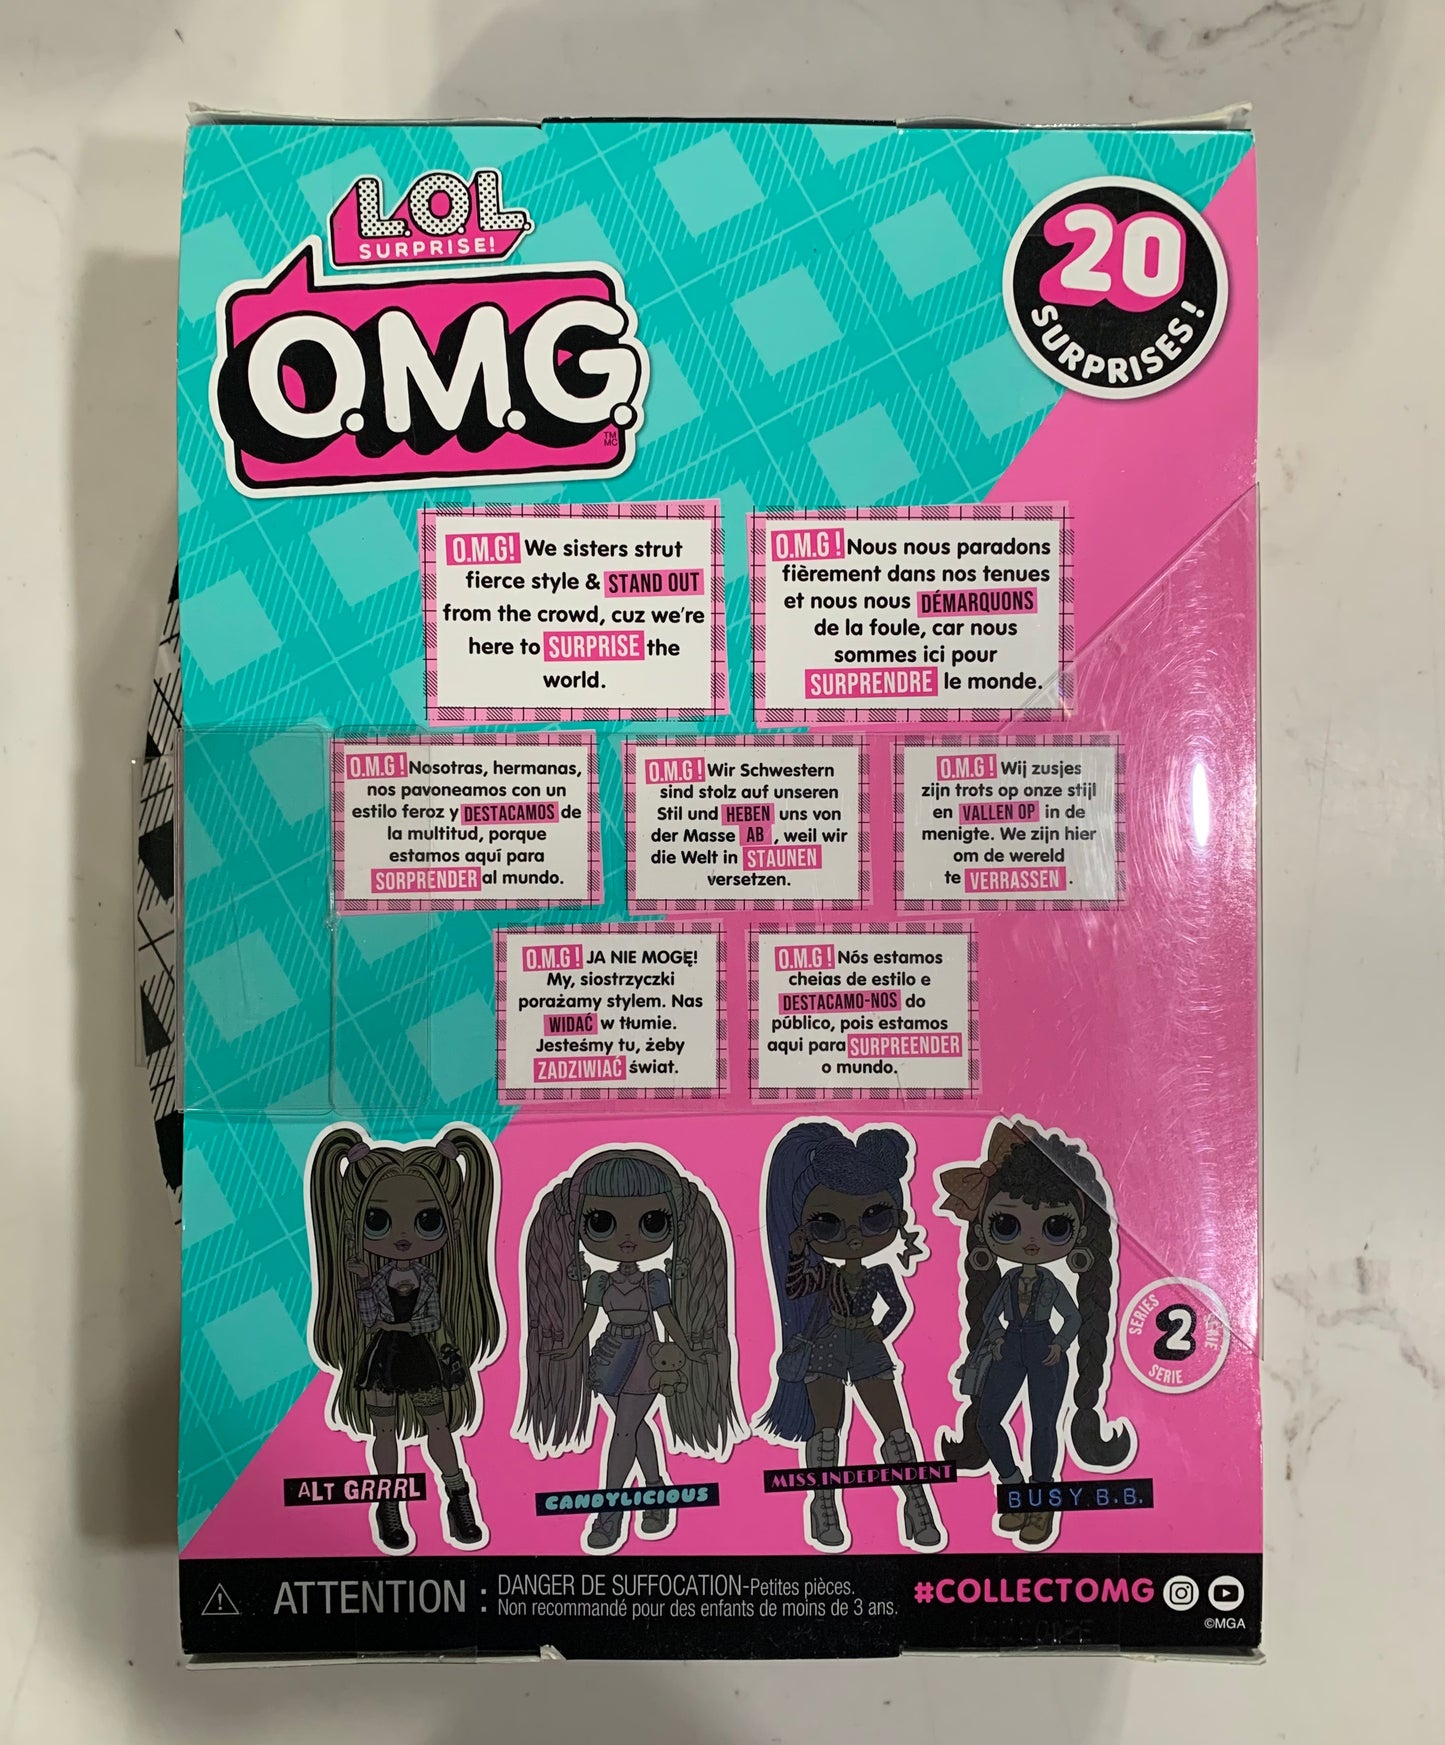 L.O.L.
SURPRISE!
O.M.G.
TM
MC
20
SURPRISES!
O.M.G! We sisters strut
fierce style & STAND OUT
from the crowd, cuz we're
here to SURPRISE the
world.
O.M.G ! Nous nous paradons
fièrement dans nos tenues
et nous nous DÉMARQUONS
de la foule, car nous
sommes ici pour
SURPRENDRE le monde.
O.M.G ! Nosotras, hermanas,
nos pavoneamos con un
estilo feroz y DESTACAMOS de
la multitud, porque
estamos aquí para
SORPRENDER al mundo.
O.M.G ! Wir Schwestern
sind stolz auf unseren
Stil und HEBEN uns von
der Masse AB , weil wir
die Welt in STAUNEN
versetzen.
O.M.G ! Wij zusjes
zijn trots op onze stijl
en VALLEN OP in de
menigte. We zijn hier
om de wereld
te VERRASSEN .
O.M.G ! JA NIE MOGĘ!
My, siostrzyczki
porażamy stylem. Nas
WIDAĆ w tłumie.
Jesteśmy tu, żeby
ZADZIWIAĆ świat.
O.M.G ! Nós estamos
cheias de estilo e
DESTACAMO-NOS do
público, pois estamos
aqui para SURPREENDER
o mundo.
SERIES
2
SÉRIE
SERIE
ALT GRRRL
CANDYLICIOUS
MISS INDEPENDENT
BUSY B.B.
ATTENTION :
DANGER DE SUFFOCATION-Petites pièces.
Non recommandé pour des enfants de moins de 3 ans.
#COLLECTOMG
©MGA